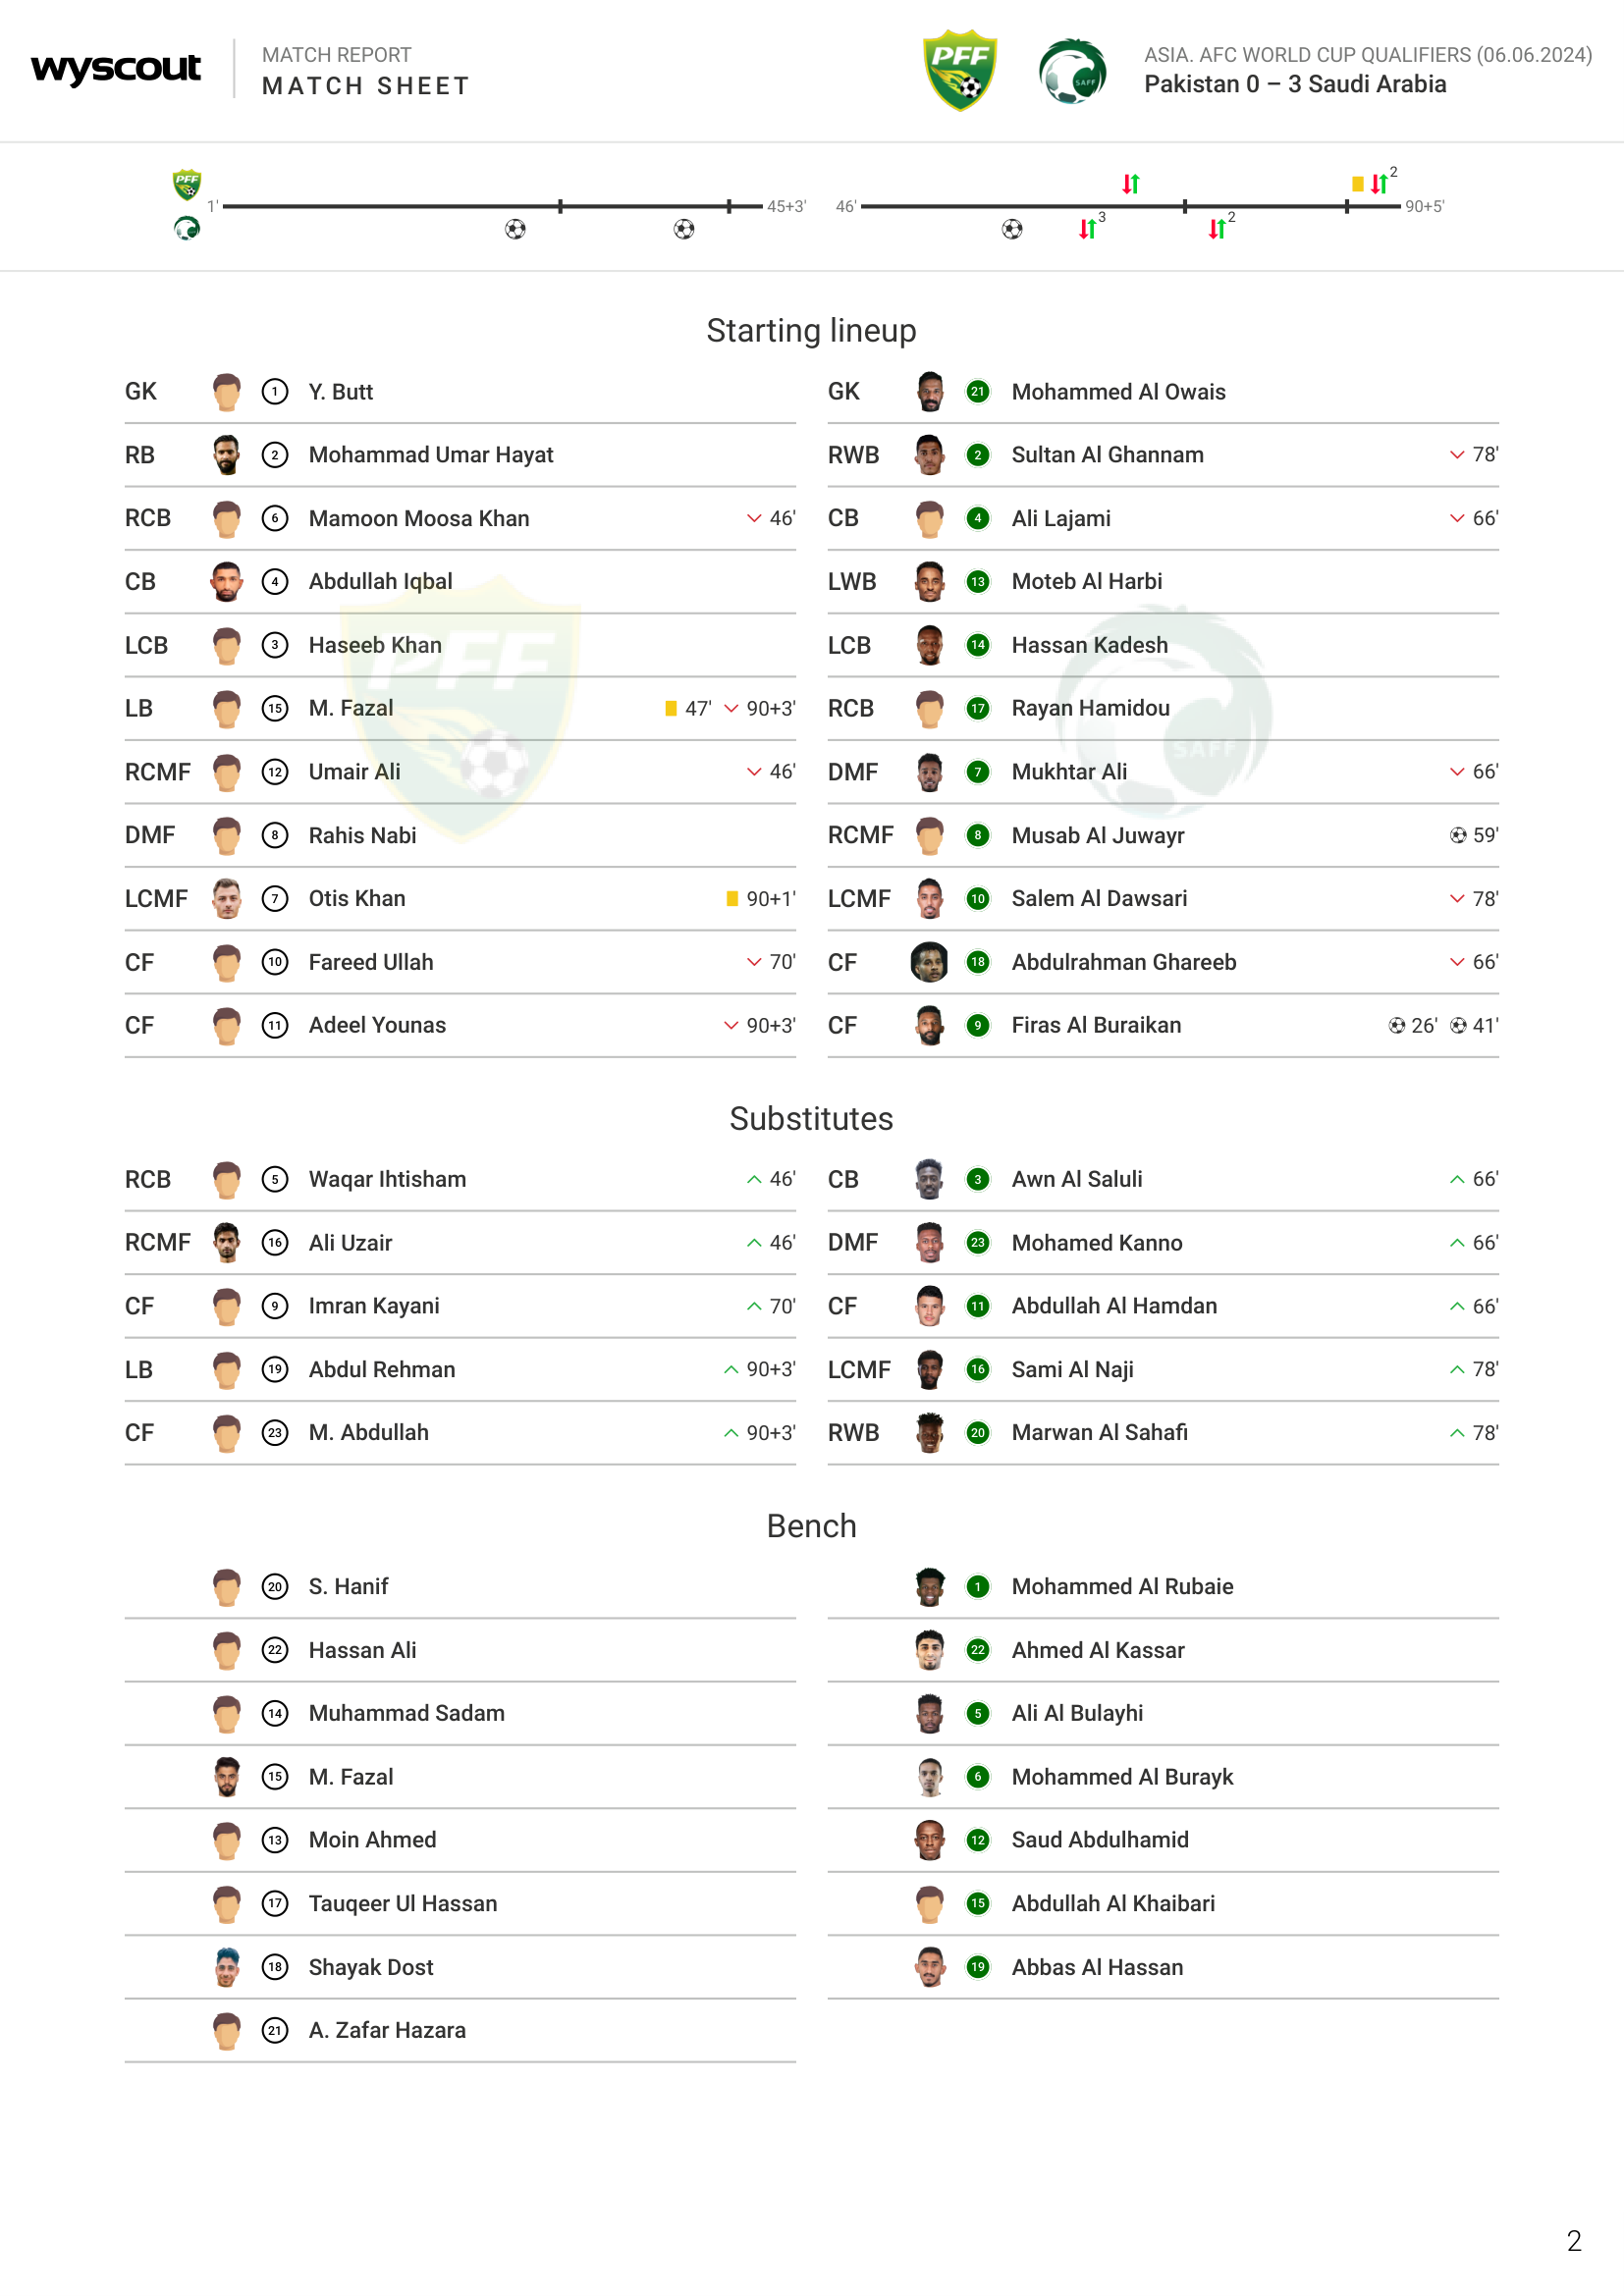 wyscout
MATCH REPORT
MATCH SHEET
PFF
SAFF
ASIA. AFC WORLD CUP QUALIFIERS (06.06.2024)
Pakistan 0 – 3 Saudi Arabia
PFF
2
1' 45+3' 46' 90+5'
3 2
Starting lineup
GK 1 Y. Butt
RB 2 Mohammad Umar Hayat
RCB 6 Mamoon Moosa Khan 46'
CB 4 Abdullah Iqbal
LCB 3 Haseeb Khan
LB 15 M. Fazal 47' 90+3'
RCMF 12 Umair Ali 46'
DMF 8 Rahis Nabi
LCMF 7 Otis Khan 90+1'
CF 10 Fareed Ullah 70'
CF 11 Adeel Younas 90+3'
PFF
GK 21 Mohammed Al Owais
RWB 2 Sultan Al Ghannam 78'
CB 4 Ali Lajami 66'
LWB 13 Moteb Al Harbi
LCB 14 Hassan Kadesh
RCB 17 Rayan Hamidou
DMF 7 Mukhtar Ali 66'
RCMF 8 Musab Al Juwayr 59'
LCMF 10 Salem Al Dawsari 78'
CF 18 Abdulrahman Ghareeb 66'
CF 9 Firas Al Buraikan 26' 41'
SAFF
Substitutes
RCB 5 Waqar Ihtisham 46'
RCMF 16 Ali Uzair 46'
CF 9 Imran Kayani 70'
LB 19 Abdul Rehman 90+3'
CF 23 M. Abdullah 90+3'
CB 3 Awn Al Saluli 66'
DMF 23 Mohamed Kanno 66'
CF 11 Abdullah Al Hamdan 66'
LCMF 16 Sami Al Naji 78'
RWB 20 Marwan Al Sahafi 78'
Bench
20 S. Hanif
22 Hassan Ali
14 Muhammad Sadam
15 M. Fazal
13 Moin Ahmed
17 Tauqeer Ul Hassan
18 Shayak Dost
21 A. Zafar Hazara
1 Mohammed Al Rubaie
22 Ahmed Al Kassar
5 Ali Al Bulayhi
6 Mohammed Al Burayk
12 Saud Abdulhamid
15 Abdullah Al Khaibari
19 Abbas Al Hassan
2